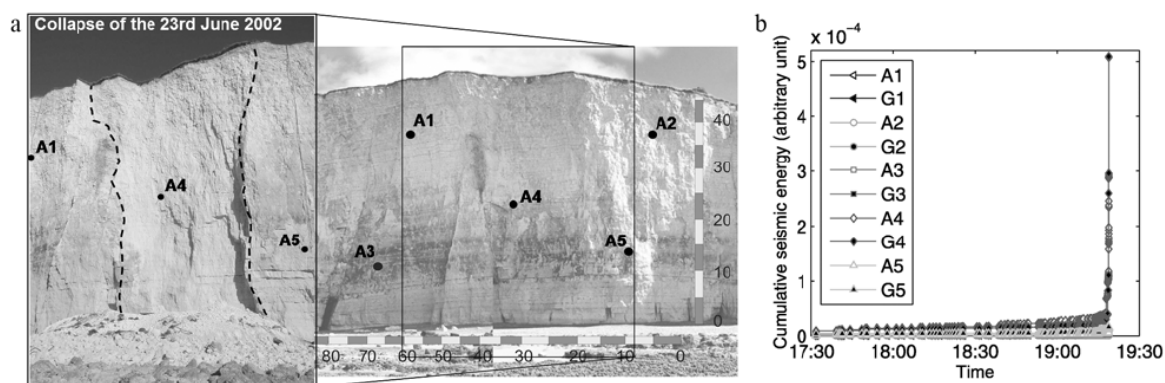 a
Collapse of the 23rd June 2002
A1
A4
A5
A1
A2
A4
A3
A5
40
30
20
10
0
80 70 60 50 40 30 20 10 0
b
× 10⁻⁴
Cumulative seismic energy (arbitrary unit)
5
4
3
2
1
0
A1
G1
A2
G2
A3
G3
A4
G4
A5
G5
17:30 18:00 18:30 19:00 19:30
Time